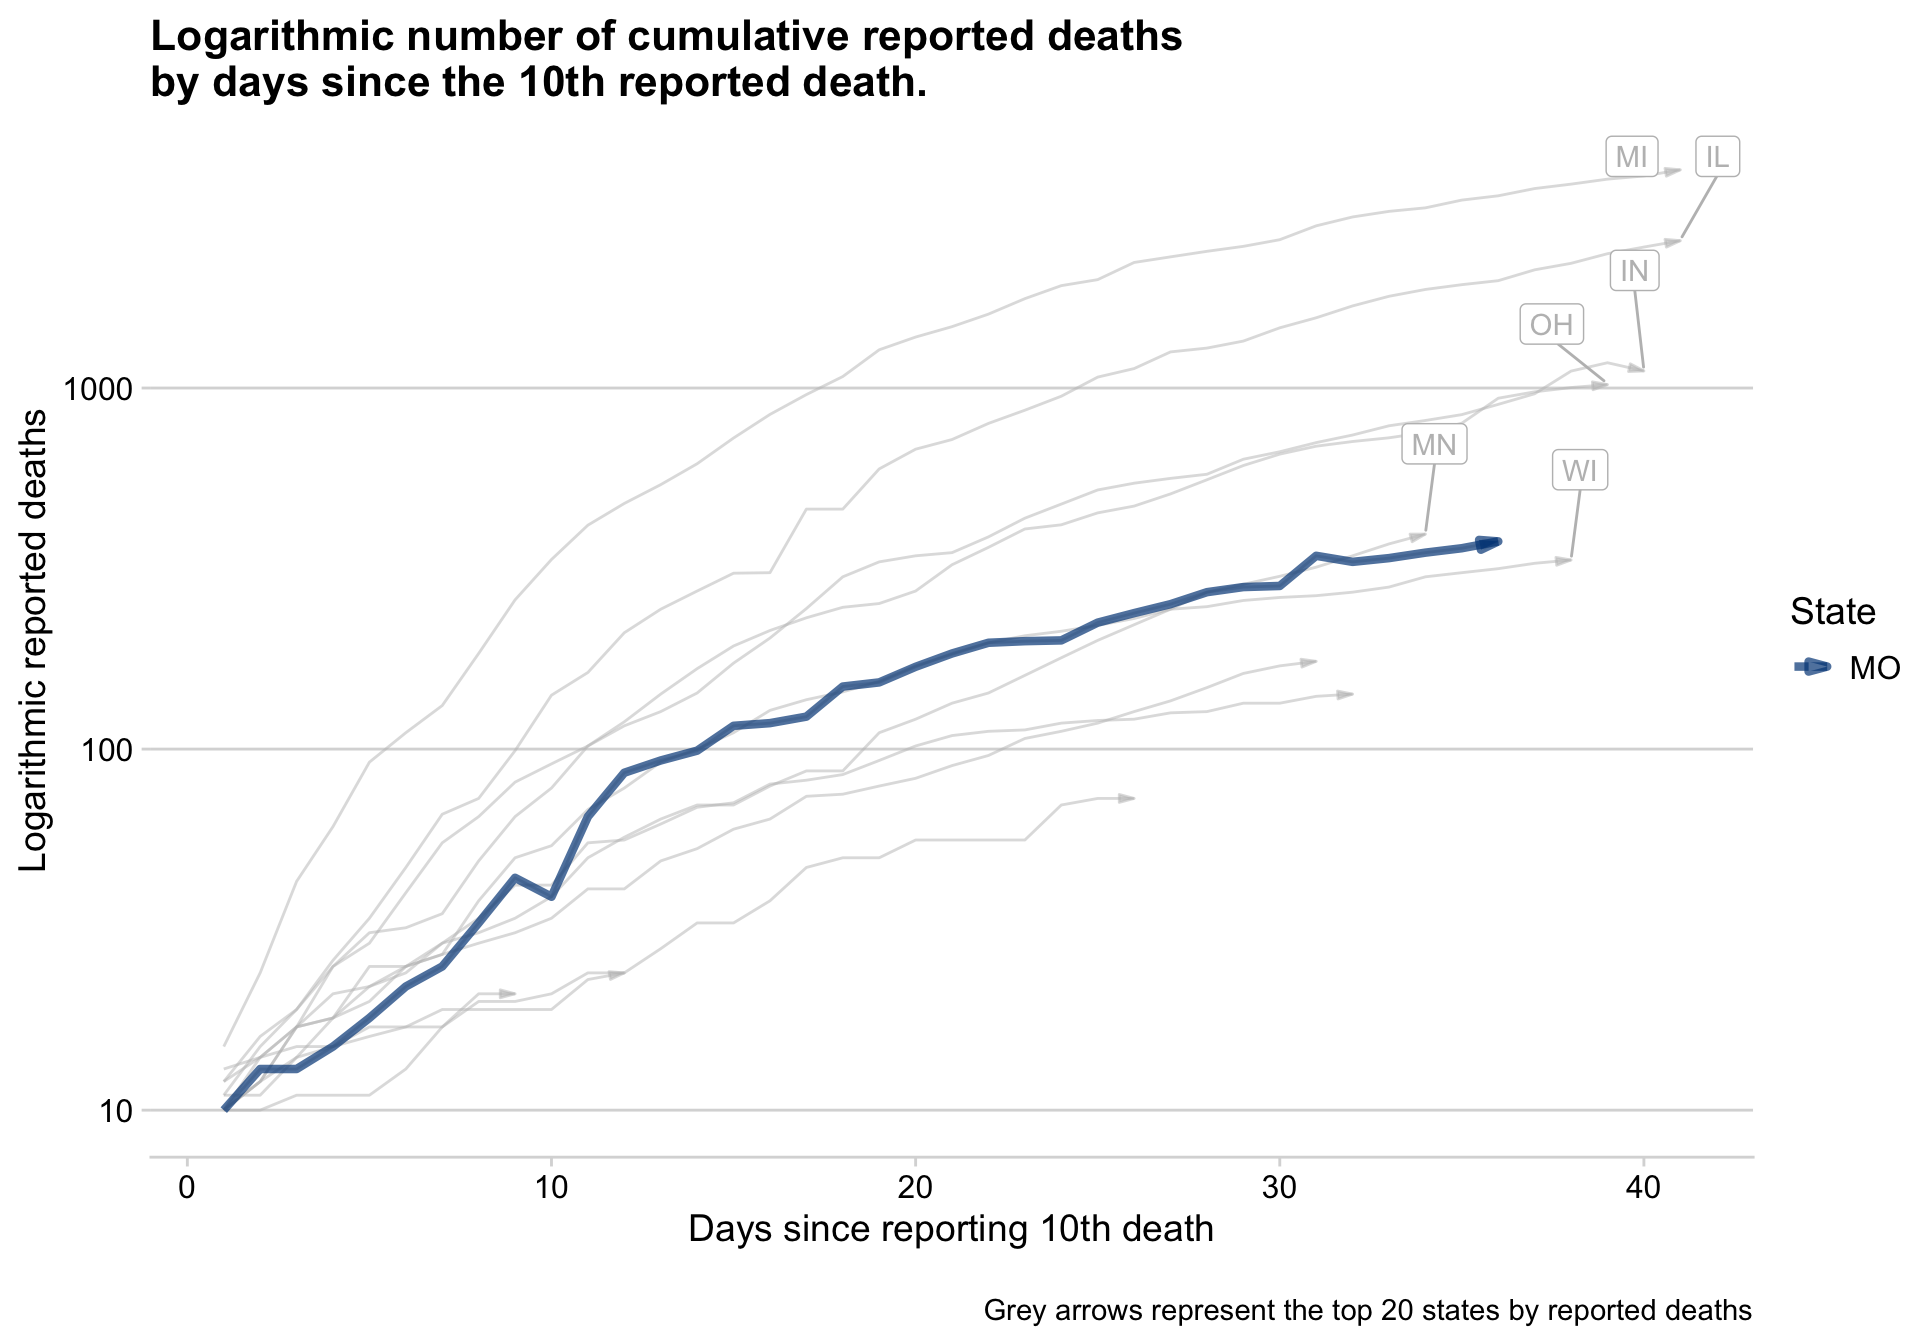 Logarithmic number of cumulative reported deaths
by days since the 10th reported death.
MI
IL
IN
OH
MN
WI
1000
100
10
Logarithmic reported deaths
State
MO
0
10
20
30
40
Days since reporting 10th death
Grey arrows represent the top 20 states by reported deaths